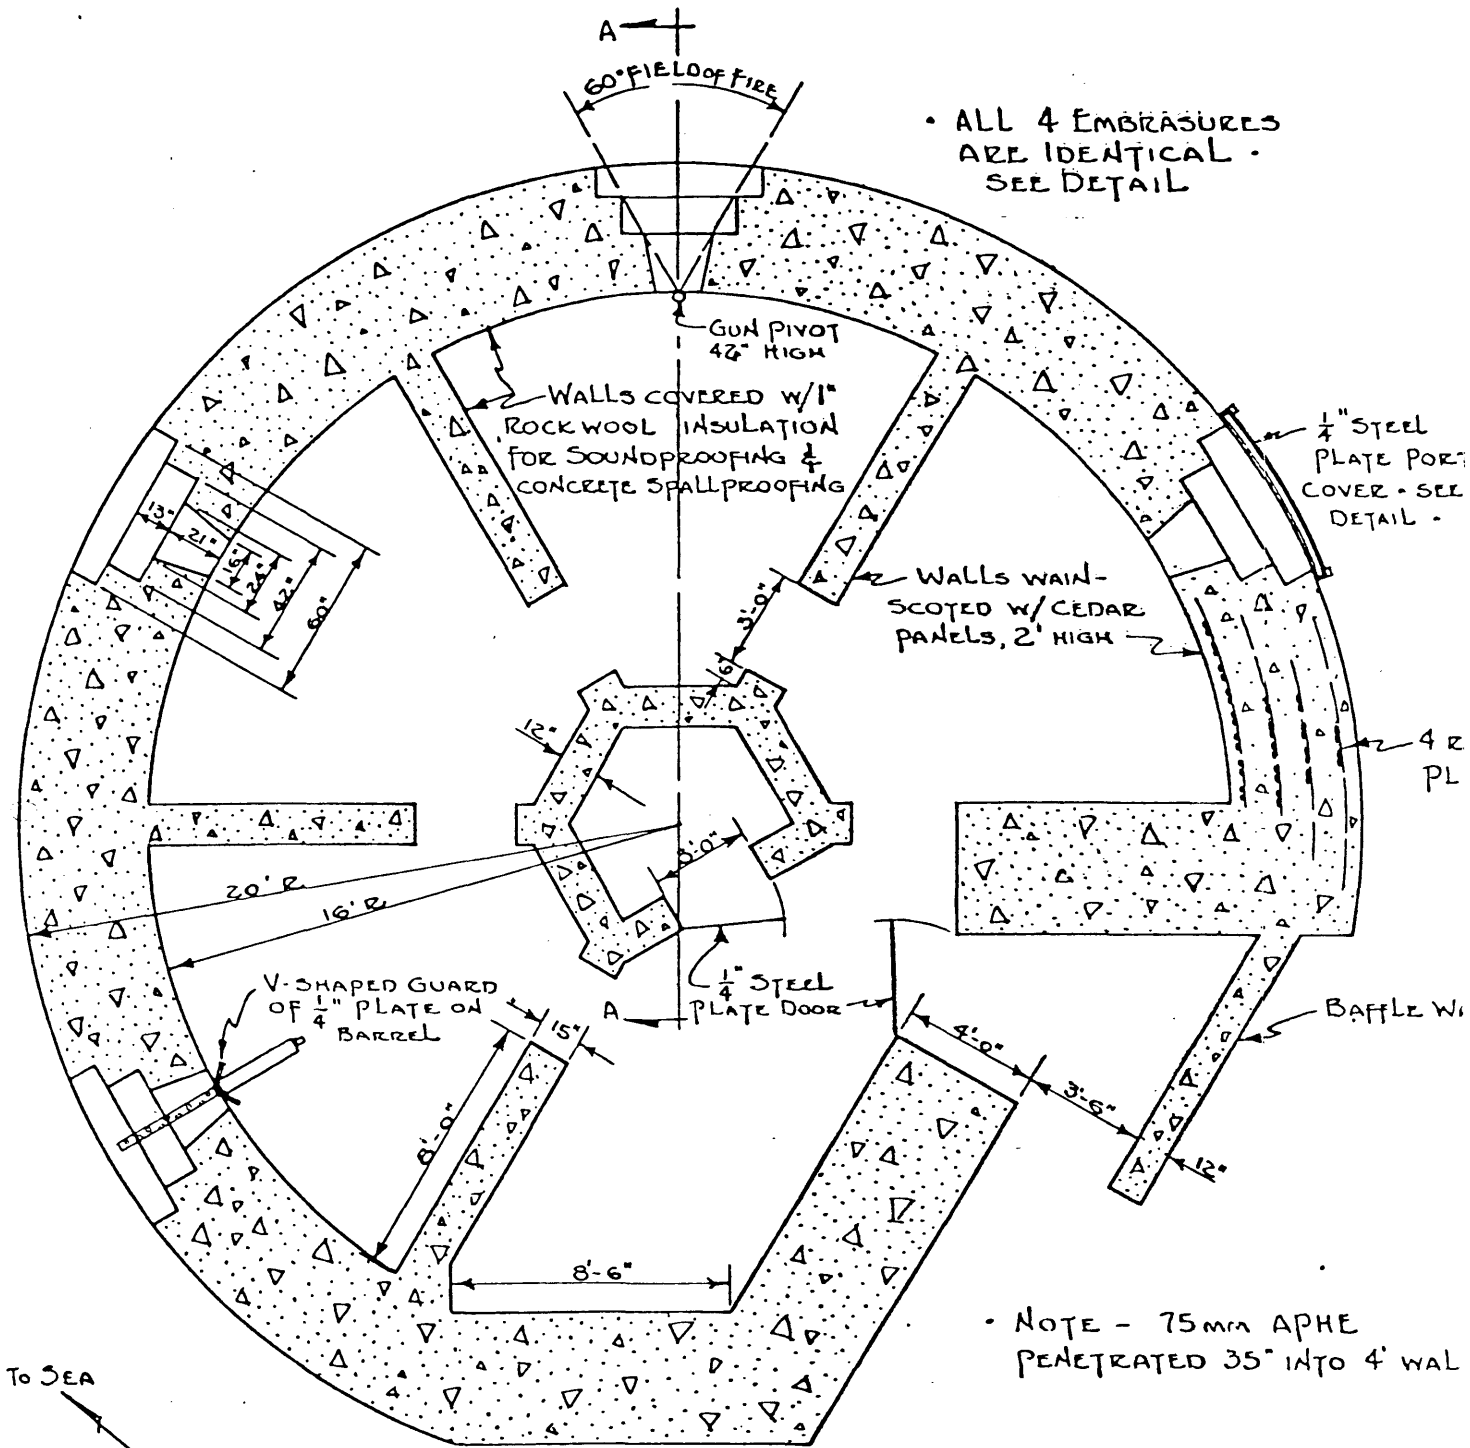 A
60° FIELD OF FIRE
• ALL 4 EMBRASURES
ARE IDENTICAL •
SEE DETAIL
GUN PIVOT
42" HIGH
WALLS COVERED W/1"
ROCKWOOL INSULATION
FOR SOUNDPROOFING &
CONCRETE SPALLPROOFING
1/4" STEEL
PLATE PORT
COVER • SEE
DETAIL •
13"
21"
16"
24"
42"
60"
WALLS WAIN-
SCOTED W/ CEDAR
PANELS, 2' HIGH
3'-0"
6"
12"
4 R
PL
3'-0"
20' R.
16' R.
V-SHAPED GUARD
OF 1/4" PLATE ON
BARREL
A
1/4" STEEL
PLATE DOOR
15"
8'-0"
4'-0"
3'-6"
12"
BAFFLE
8'-6"
• NOTE - 75mm APHE
PENETRATED 35" INTO 4' WAL
TO SEA